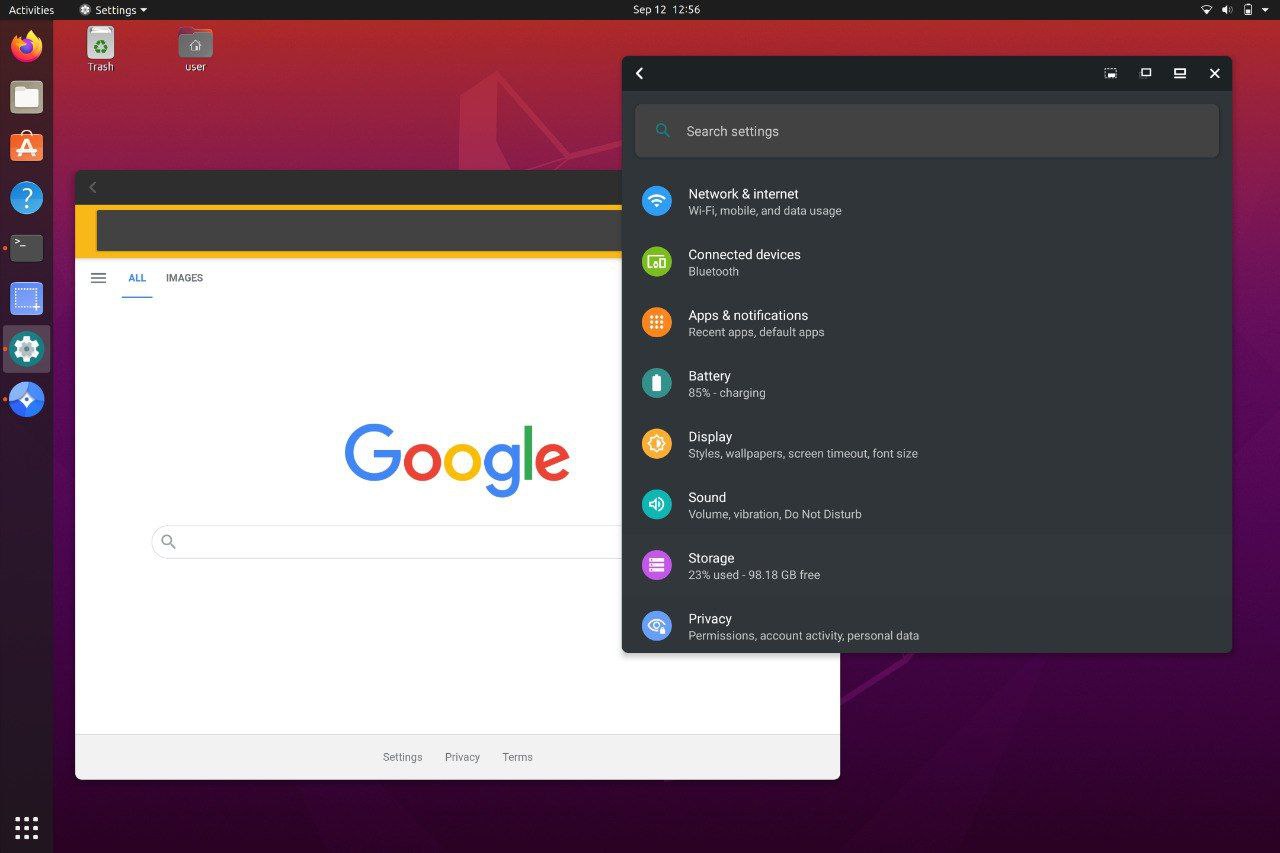 Activities
Settings
Sep 12 12:56
Trash
user
Search settings
Network & internet
Wi-Fi, mobile, and data usage
Connected devices
Bluetooth
Apps & notifications
Recent apps, default apps
Battery
85% - charging
Display
Styles, wallpapers, screen timeout, font size
Sound
Volume, vibration, Do Not Disturb
Storage
23% used - 98.18 GB free
Privacy
Permissions, account activity, personal data
ALL IMAGES
Google
Settings Privacy Terms